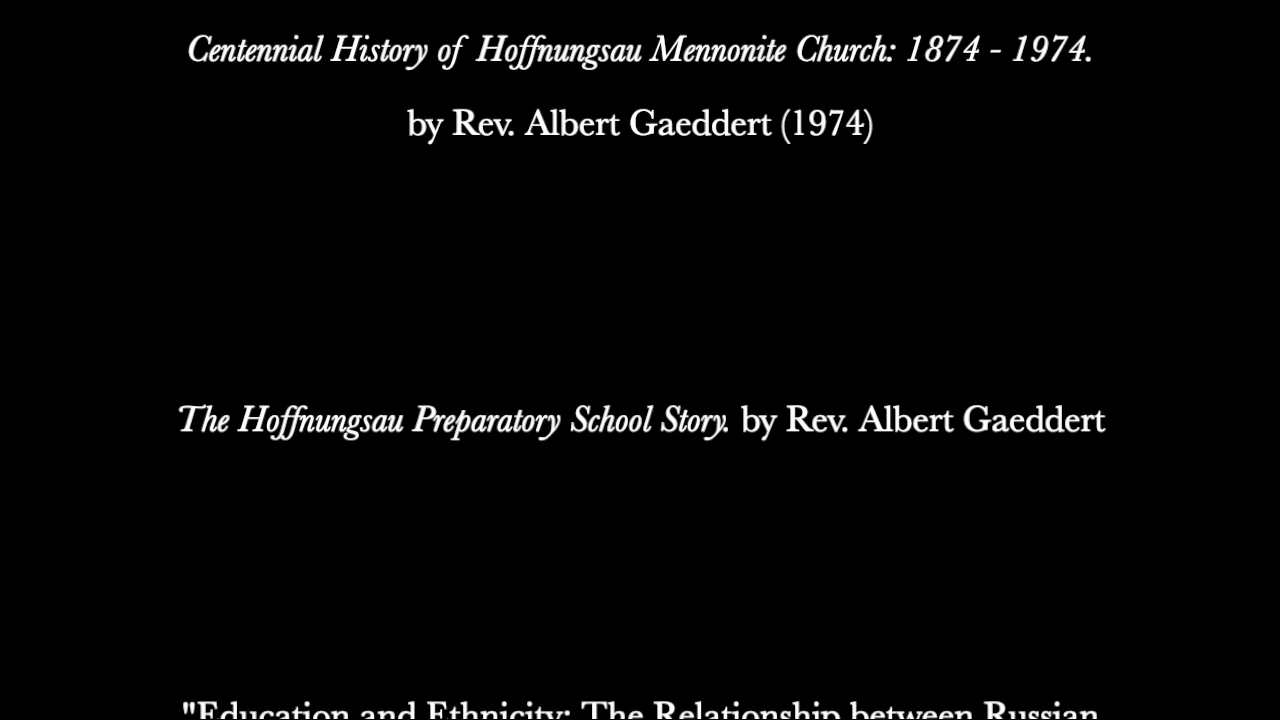 Centennial History of Hoffnungsau Mennonite Church: 1874 - 1974.
by Rev. Albert Gaeddert (1974)
The Hoffnungsau Preparatory School Story. by Rev. Albert Gaeddert
"Education and Ethnicity: The Relationship between Russian